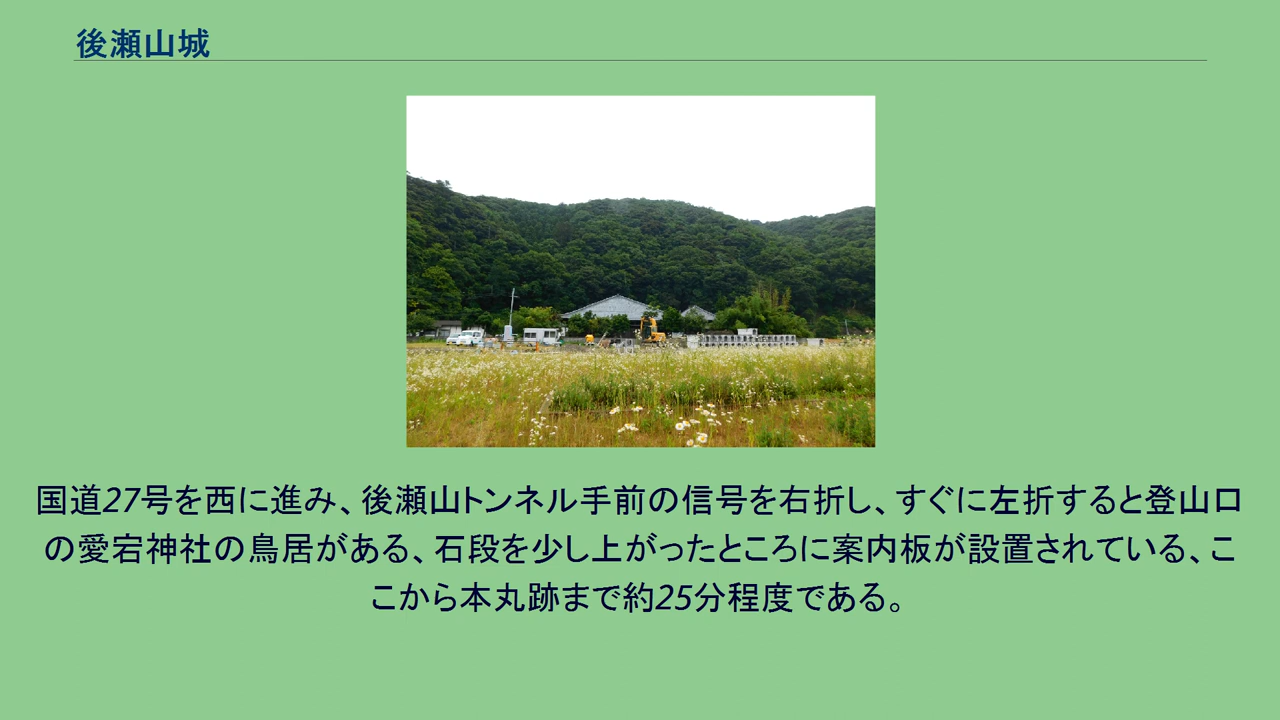 後瀬山城
国道27号を西に進み、後瀬山トンネル手前の信号を右折し、すぐに左折すると登山口
の愛宕神社の鳥居がある、石段を少し上がったところに案内板が設置されている、こ
こから本丸跡まで約25分程度である。